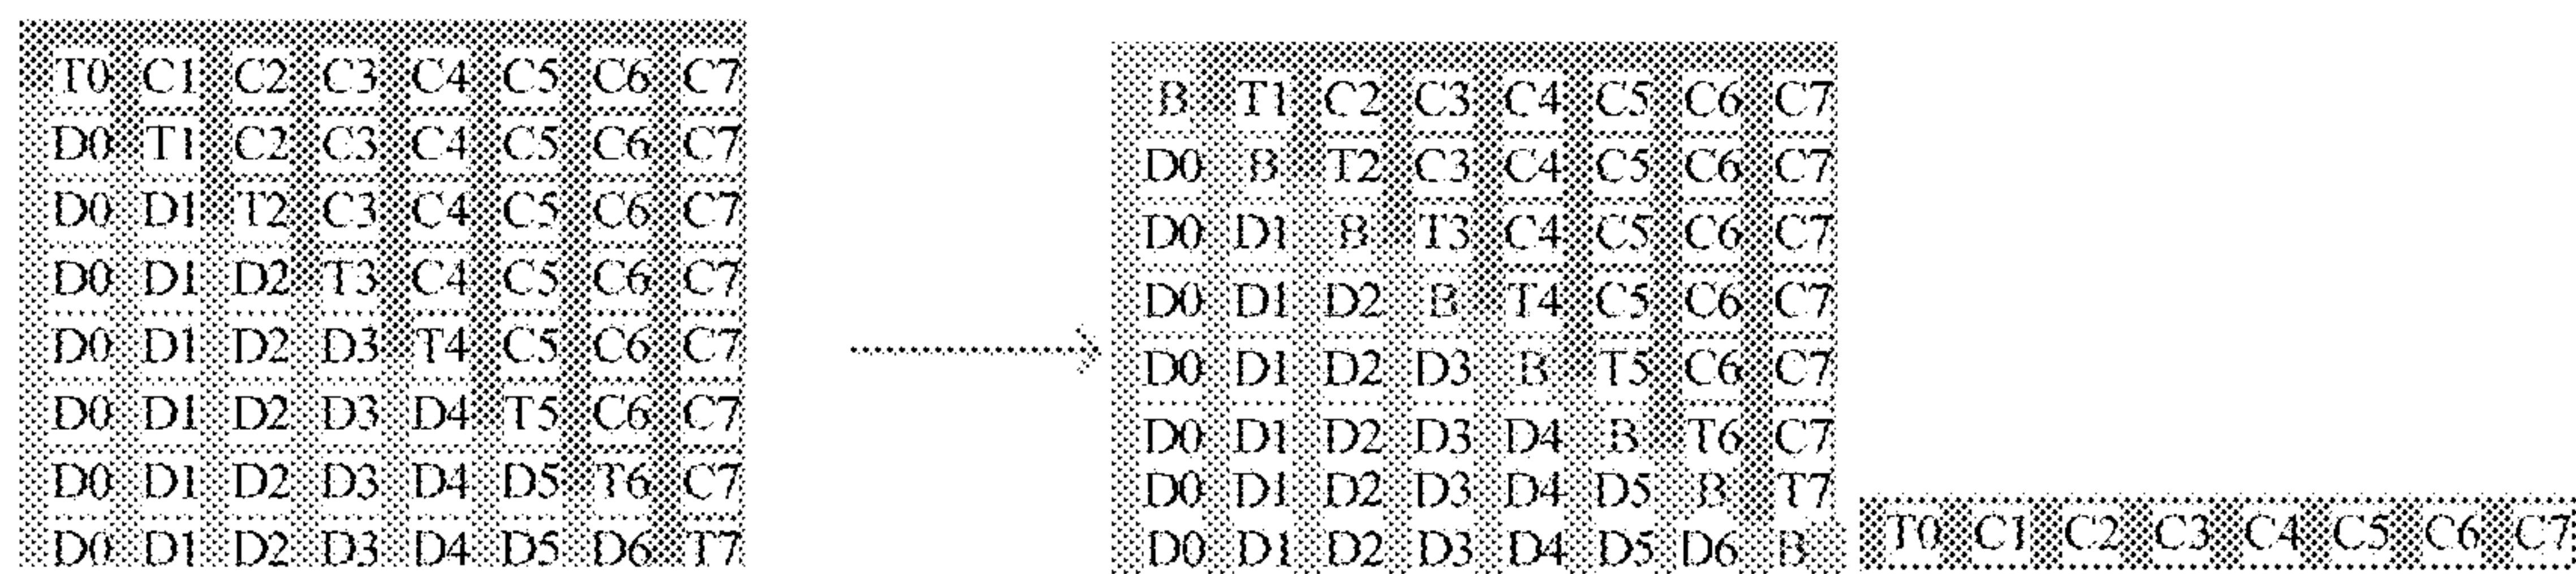 T0 C1 C2 C3 C4 C5 C6 C7
D0 T1 C2 C3 C4 C5 C6 C7
D0 D1 T2 C3 C4 C5 C6 C7
D0 D1 D2 T3 C4 C5 C6 C7
D0 D1 D2 D3 T4 C5 C6 C7
D0 D1 D2 D3 D4 T5 C6 C7
D0 D1 D2 D3 D4 D5 T6 C7
D0 D1 D2 D3 D4 D5 D6 T7
B T1 C2 C3 C4 C5 C6 C7
D0 B T2 C3 C4 C5 C6 C7
D0 D1 B T3 C4 C5 C6 C7
D0 D1 D2 B T4 C5 C6 C7
D0 D1 D2 D3 B T5 C6 C7
D0 D1 D2 D3 D4 B T6 C7
D0 D1 D2 D3 D4 D5 B T7
D0 D1 D2 D3 D4 D5 D6 B
T0 C1 C2 C3 C4 C5 C6 C7